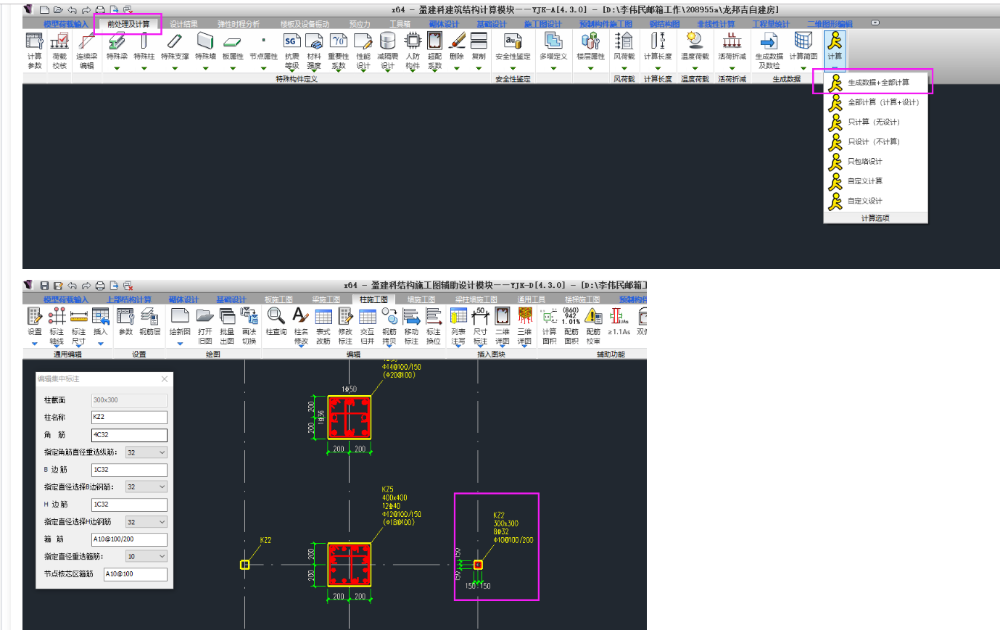 x64 - 盈建科建筑结构计算模块--YJK-A[4.3.0] - [D:\李伟民邮箱工作\208955a\龙邦吉自建房]
模型荷载输入 前处理及计算 设计结果 弹性时程分析 楼板及设备振动 预应力 工具箱 砌体设计 基础设计 施工图设计 预制构件施工图 钢结构图 非线性计算 工程量统计 二维图形编辑
计算 荷载 连续梁 特殊梁 特殊柱 特殊支撑 特殊墙 板属性 节点属性 抗震 材料 重要性 性能 减隔震 人防 超配 删除 复制 安全性鉴定 多塔定义 楼层属性 风荷载 计算长度 温度荷载 活荷折减 生成数据 计算简图 计算
参数 校核 编辑 等级 强度 系数 设计 设计 构件 系数 及数检
特殊构件定义 安全性鉴定 风荷载 计算长度 温度荷载 活荷折减 生成数据
生成数据+全部计算
全部计算（计算+设计）
只计算（无设计）
只设计（不计算）
只包络设计
自定义计算
自定义设计
计算选项
x64 - 盈建科结构施工图辅助设计模块--YJK-D[4.3.0] - [D:\李伟民邮箱工
模型荷载输入 上部结构计算 砌体设计 基础设计 板施工图 梁施工图 柱施工图 墙施工图 梁柱墙施工图 通用工具 楼梯施工图 预制构件
设置 标注 标注 插入 参数 钢筋层 绘新图 打开 批量 画法 柱查询 柱名 表式 修改 交互 钢筋 移动 标注 列表 尺寸 二维 三维 计算 配筋 配筋 ≥1.1As
轴线 尺寸 旧图 出图 切换 修改 改筋 标注 归并 拷贝 标注 换位 注写 标注 详图 详图 面积 面积 校审
通用编辑 设置 绘图 编辑 插入图块 辅助功能
编辑集中标注
柱截面 300x300
柱名称 KZ2
角 筋 4C32
指定角筋直径重选纵筋: 32
B 边筋 1C32
指定直径选择B边钢筋: 32
H 边筋 1C32
指定直径选择H边钢筋 32
箍 筋 A10@100/200
指定直径重选箍筋: 10
节点核芯区箍筋 A10@100
Φ14@100/150
(Φ20@100)
1Φ50
200
1Φ36
200
200 200
KZ5
400x400
12Φ40
Φ12@100/150
(Φ18@100)
200
200
200 200
KZ2
KZ2
300x300
8Φ32
Φ10@100/200
150
150
150 150